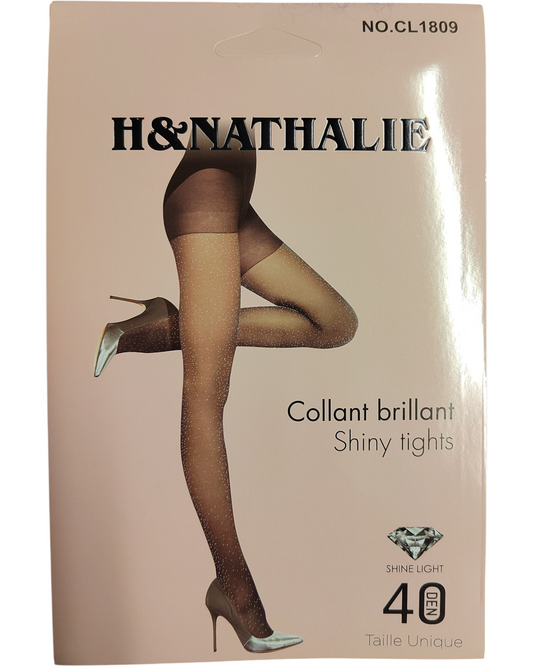 NO.CL1809
H&NATHALIE
Collant brillant
Shiny tights
SHINE LIGHT
40 DEN
Taille Unique